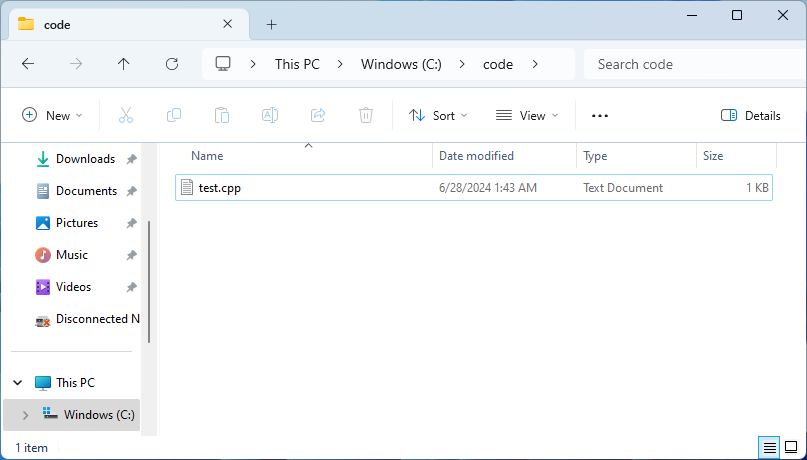 code
This PC Windows (C:) code Search code
New Sort View Details
Name Date modified Type Size
test.cpp 6/28/2024 1:43 AM Text Document 1 KB
Downloads
Documents
Pictures
Music
Videos
Disconnected N
This PC
Windows (C:)
1 item